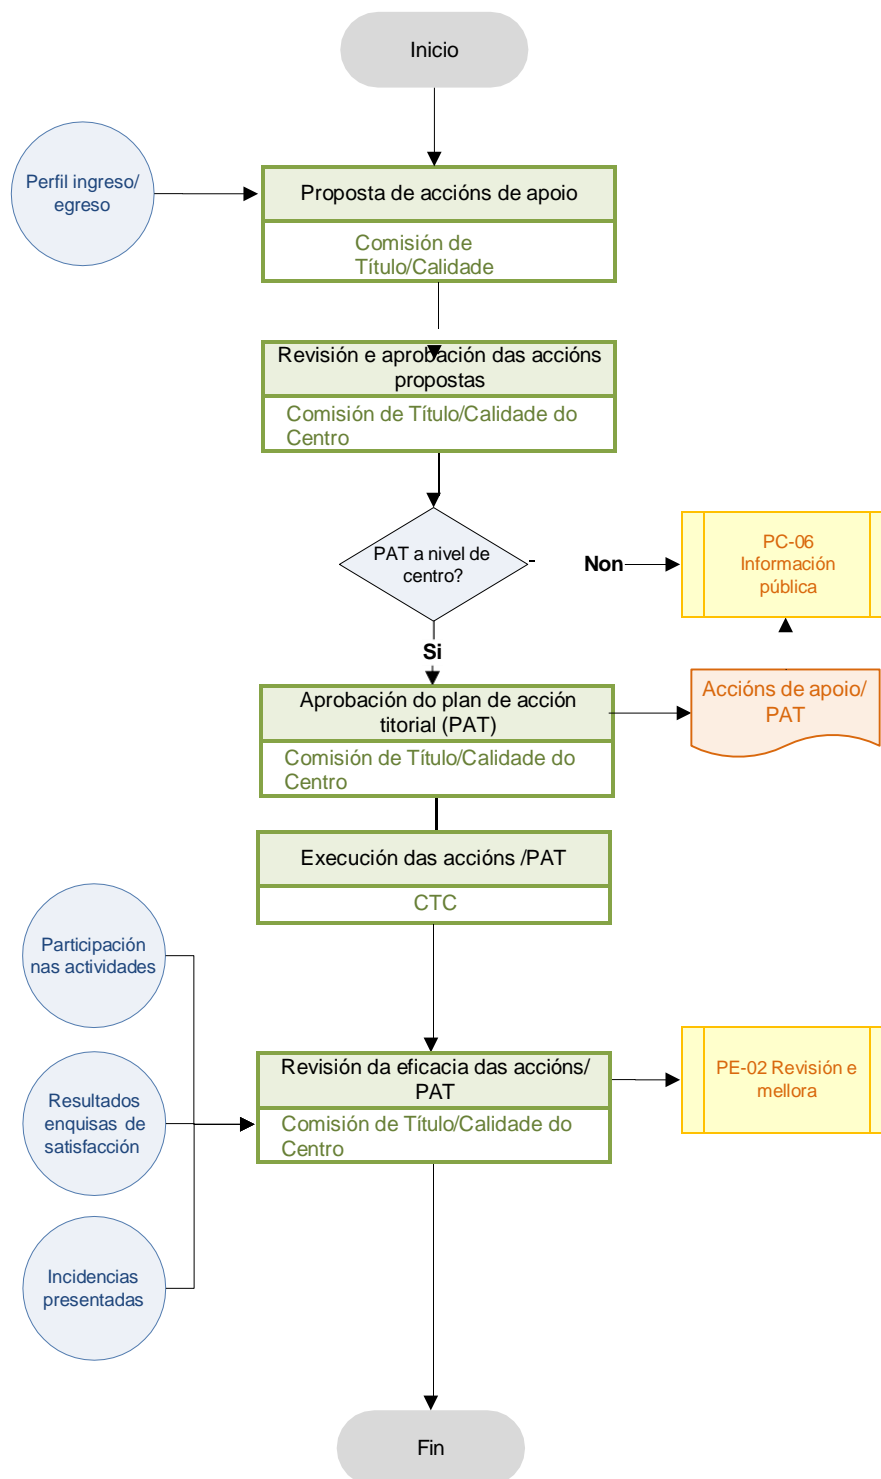 Inicio
Perfil ingreso/
egreso
Proposta de accións de apoio
Comisión de
Título/Calidade
Revisión e aprobación das accións
propostas
Comisión de Título/Calidade do
Centro
PAT a nivel de
centro?
Non
PC-06
Información
pública
Si
Aprobación do plan de acción
titorial (PAT)
Comisión de Título/Calidade do
Centro
Accións de apoio/
PAT
Execución das accións /PAT
CTC
Participación
nas actividades
Revisión da eficacia das accións/
PAT
Comisión de Título/Calidade do
Centro
PE-02 Revisión e
mellora
Resultados
enquisas de
satisfacción
Incidencias
presentadas
Fin